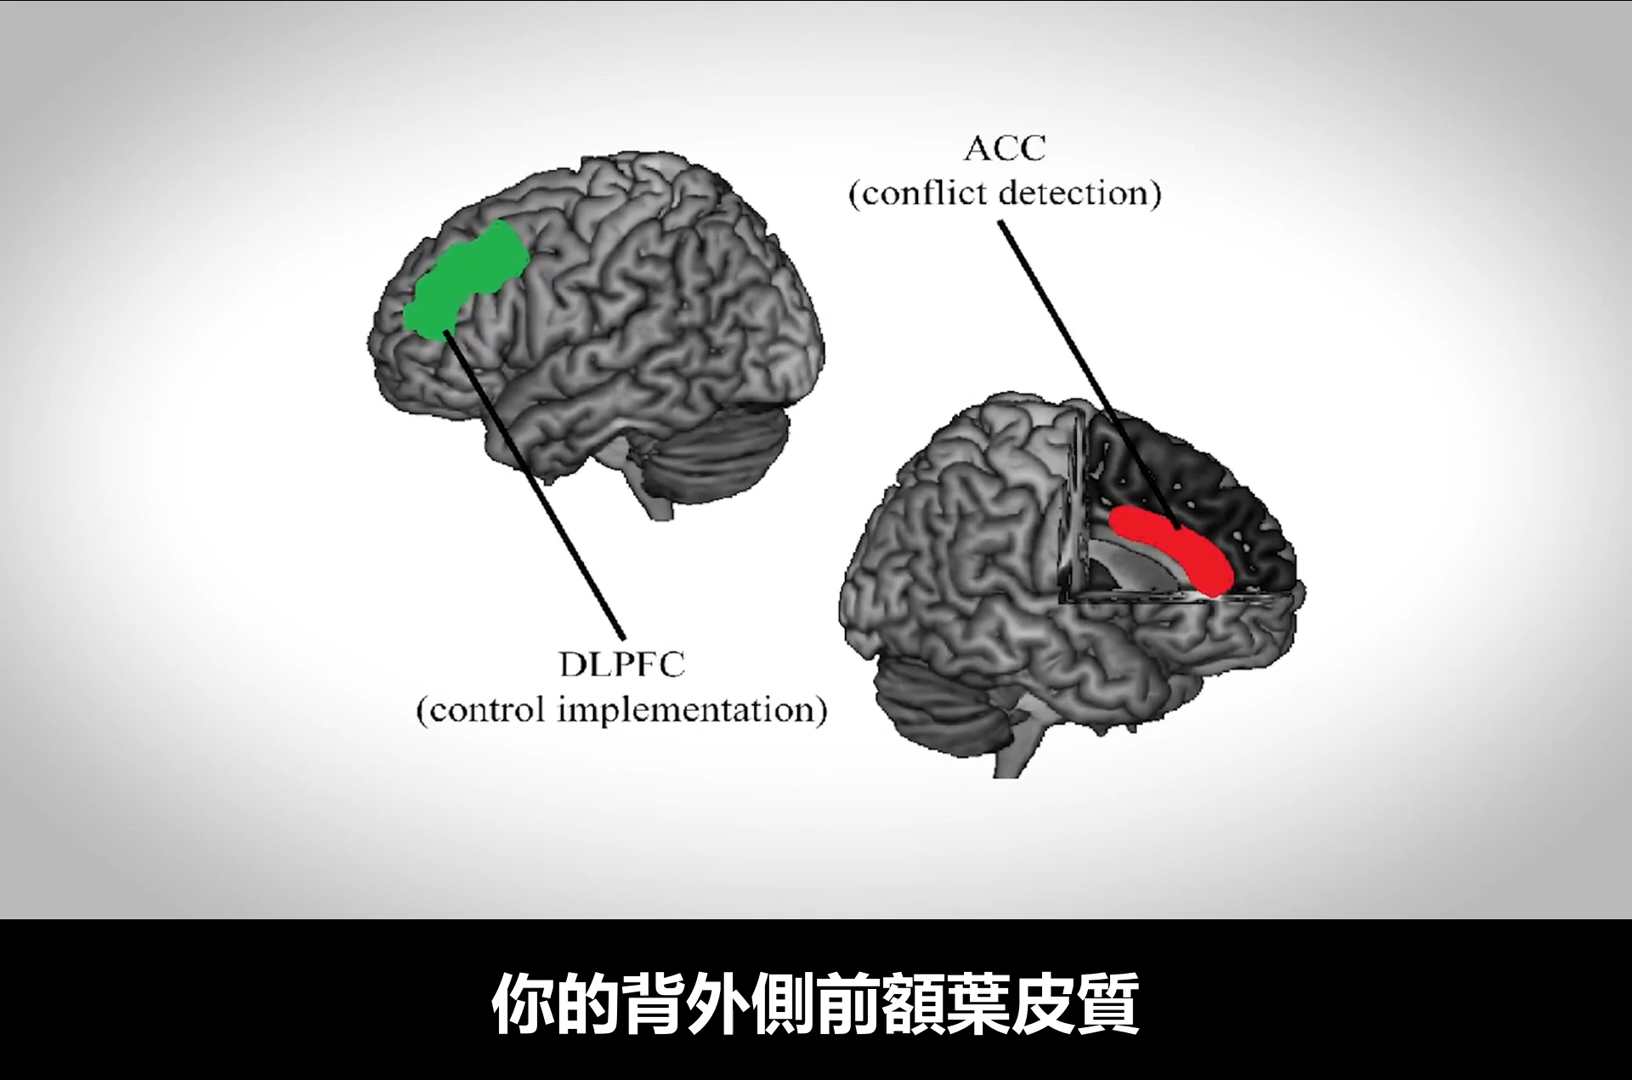 ACC
(conflict detection)
DLPFC
(control implementation)
你的背外側前額葉皮質